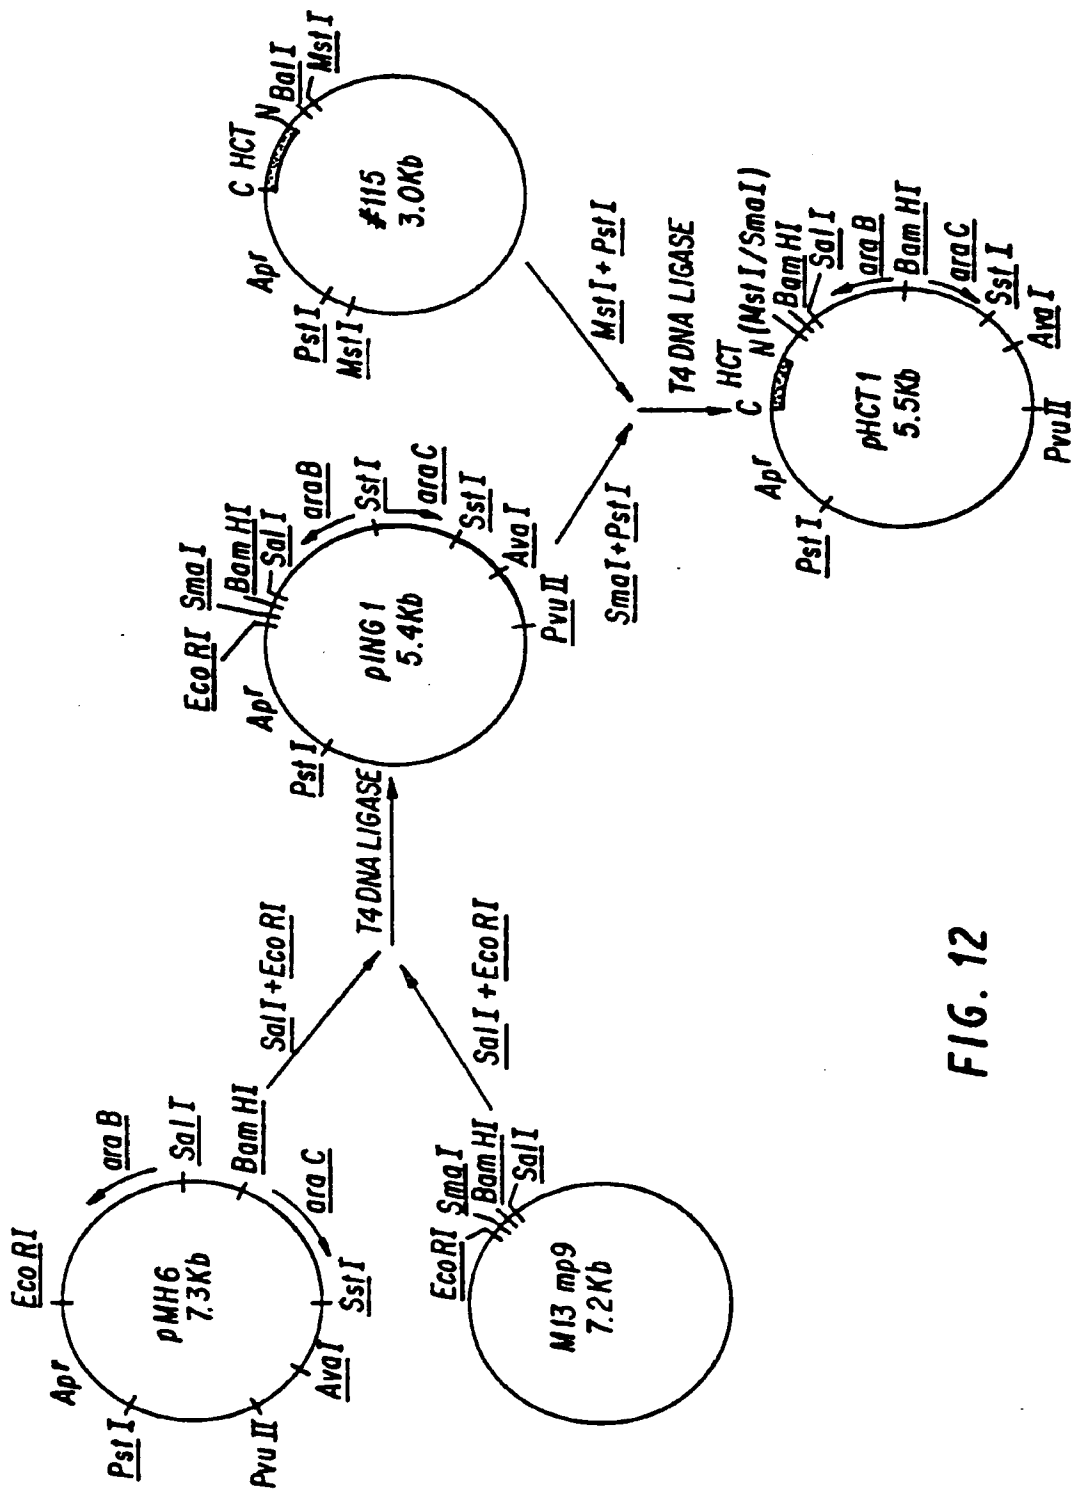 EcoRI
araB
Apr
SalI
PstI
pMH6
7.3Kb
BamHI
PvuII
araC
AvaI
SstI
EcoRI
SmaI
BamHI
SalI
M13 mp9
7.2Kb
SalI+EcoRI
SalI+EcoRI
T4 DNA LIGASE
EcoRI
SmaI
BamHI
SalI
araB
Apr
PstI
pING1
5.4Kb
SstI
araC
SstI
AvaI
PvuII
C HCT N
BalI
MstI
Apr
PstI
MstI
#115
3.0Kb
SmaI+PstI
MstI+PstI
T4 DNA LIGASE
HCT
C
N(MstI/SmaI)
BamHI
SalI
araB
Apr
PstI
pHCT1
5.5Kb
BamHI
araC
SstI
AvaI
PvuII
FIG. 12